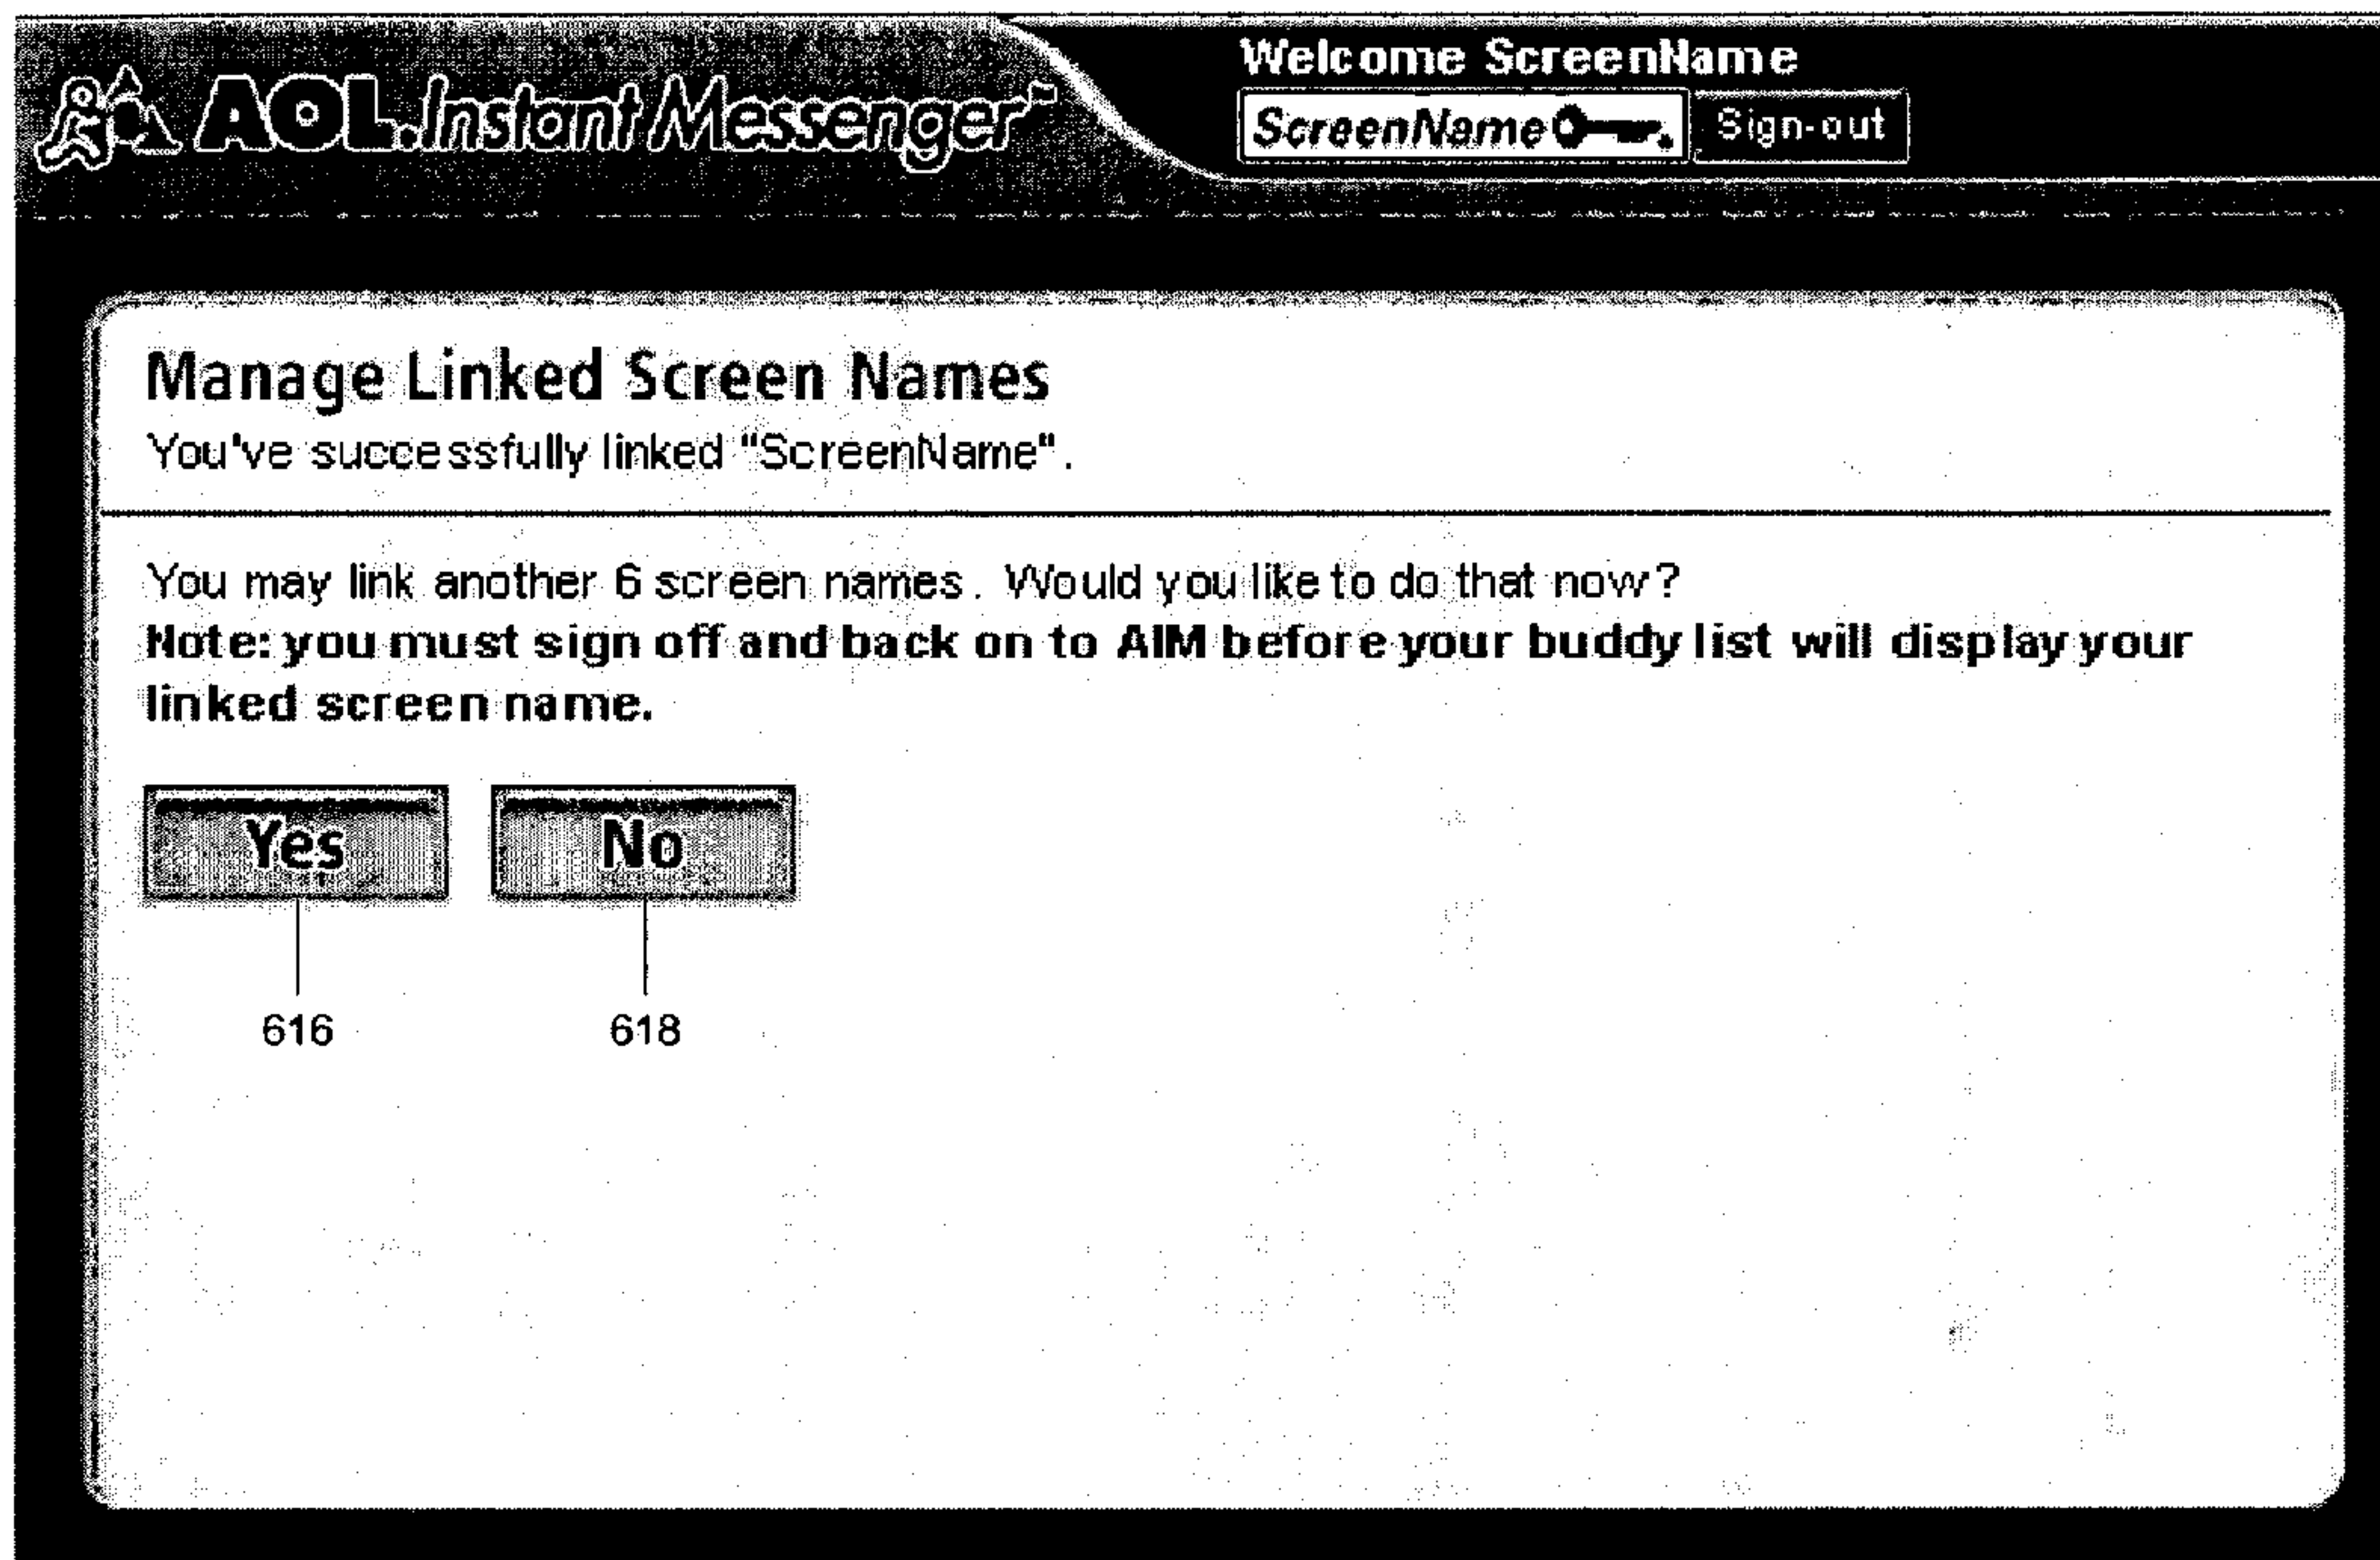 AOL Instant Messenger™
Welcome ScreenName
ScreenName Sign-out
Manage Linked Screen Names
You've successfully linked "ScreenName".
You may link another 6 screen names. Would you like to do that now?
Note: you must sign off and back on to AIM before your buddy list will display your
linked screen name.
Yes No
616 618